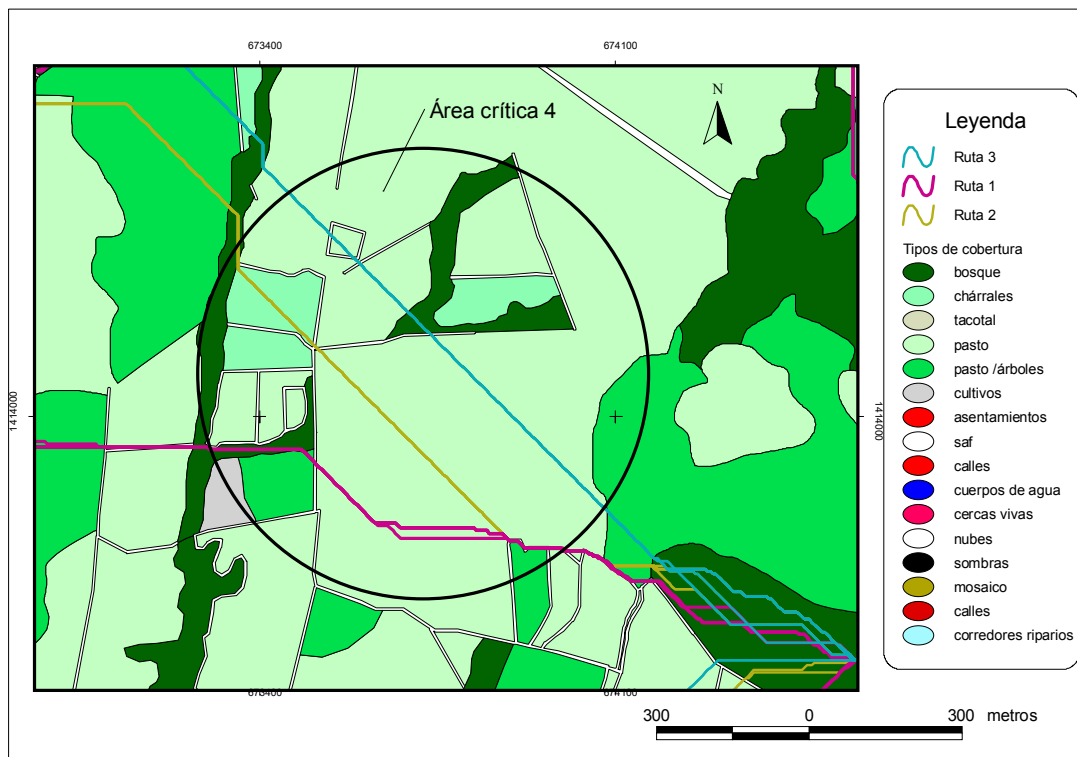 673400
674100
Área crítica 4
N
1414000
1414000
673400
674100
Leyenda
Ruta 3
Ruta 1
Ruta 2
Tipos de cobertura
bosque
chárrales
tacotal
pasto
pasto /árboles
cultivos
asentamientos
saf
calles
cuerpos de agua
cercas vivas
nubes
sombras
mosaico
calles
corredores riparios
300
0
300
metros